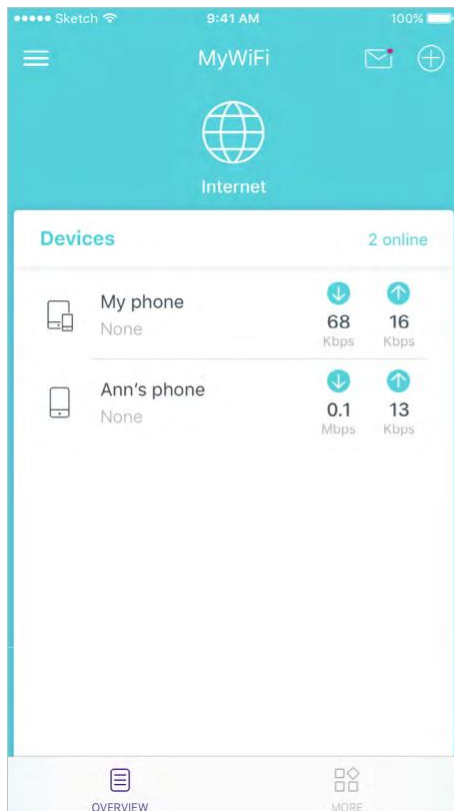 Sketch 9:41 AM 100%
MyWiFi
Internet
Devices 2 online
My phone
None
68 16
Kbps Kbps
Ann's phone
None
0.1 13
Mbps Kbps
OVERVIEW MORE